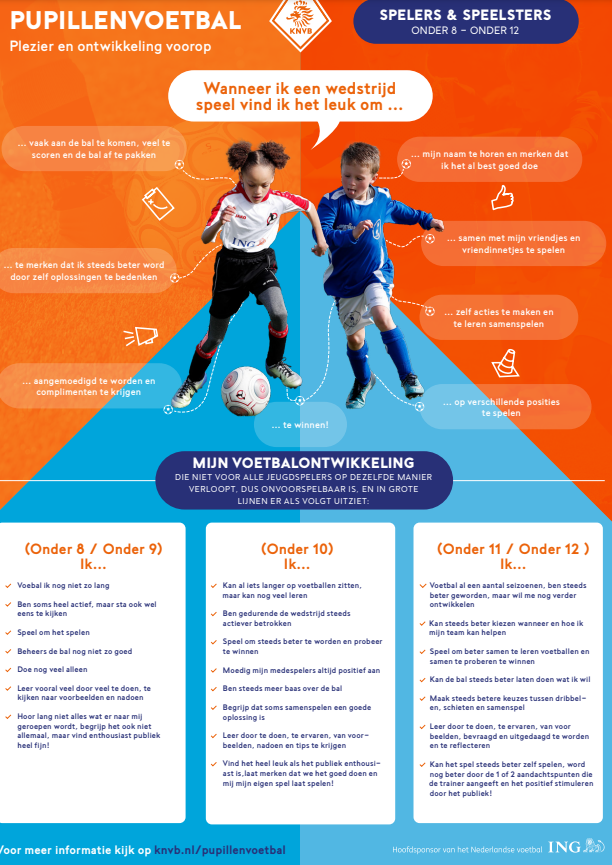 PUPILLENVOETBAL
Plezier en ontwikkeling voorop
KNVB
SPELERS & SPEELSTERS
ONDER 8 – ONDER 12
Wanneer ik een wedstrijd
speel vind ik het leuk om ...
... vaak aan de bal te komen, veel te
scoren en de bal af te pakken
... mijn naam te horen en merken dat
ik het al best goed doe
... samen met mijn vriendjes en
vriendinnetjes te spelen
... te merken dat ik steeds beter word
door zelf oplossingen te bedenken
... zelf acties te maken en
te leren samenspelen
... aangemoedigd te worden en
complimenten te krijgen
... op verschillende posities
te spelen
... te winnen!
ING
MIJN VOETBALONTWIKKELING
DIE NIET VOOR ALLE JEUGDSPELERS OP DEZELFDE MANIER
VERLOOPT, DUS ONVOORSPELBAAR IS, EN IN GROTE
LIJNEN ER ALS VOLGT UITZIET:
(Onder 8 / Onder 9)
Ik...
Voebal ik nog niet zo lang
Ben soms heel actief, maar sta ook wel
eens te kijken
Speel om het spelen
Beheers de bal nog niet zo goed
Doe nog veel alleen
Leer vooral veel door veel te doen, te
kijken naar voorbeelden en nadoen
Hoor lang niet alles wat er naar mij
geroepen wordt, begrijp het ook niet
allemaal, maar vind enthousiast publiek
heel fijn!
(Onder 10)
Ik...
Kan al iets langer op voetballen zitten,
maar kan nog veel leren
Ben gedurende de wedstrijd steeds
actiever betrokken
Speel om steeds beter te worden en probeer
te winnen
Moedig mijn medespelers altijd positief aan
Ben steeds meer baas over de bal
Begrijp dat soms samenspelen een goede
oplossing is
Leer door te doen, te ervaren, van voor-
beelden, nadoen en tips te krijgen
Vind het heel leuk als het publiek enthousi-
ast is,laat merken dat we het goed doen en
mij mijn eigen spel laat spelen!
(Onder 11 / Onder 12 )
Ik...
Voetbal al een aantal seizoenen, ben steeds
beter geworden, maar wil me nog verder
ontwikkelen
Kan steeds beter kiezen wanneer en hoe ik
mijn team kan helpen
Speel om beter samen te leren voetballen en
samen te proberen te winnen
Kan de bal steeds beter laten doen wat ik wil
Maak steeds betere keuzes tussen dribbel-
en, schieten en samenspel
Leer door te doen, te ervaren, van voor
beelden, bevraagd en uitgedaagd te worden
en te reflecteren
Kan het spel steeds beter zelf spelen, word
nog beter door de 1 of 2 aandachtspunten die
de trainer aangeeft en het positief stimuleren
door het publiek!
Voor meer informatie kijk op knvb.nl/pupillenvoetbal
Hoofdsponsor van het Nederlandse voetbal ING